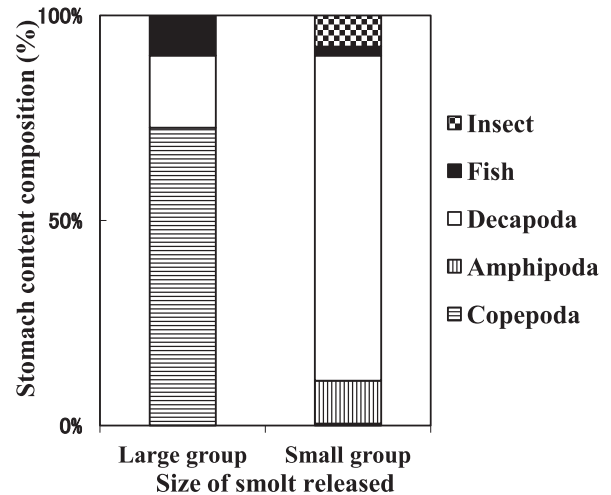 Stomach content composition (%)
100%
50%
0%
Insect
Fish
Decapoda
Amphipoda
Copepoda
Large group
Small group
Size of smolt released